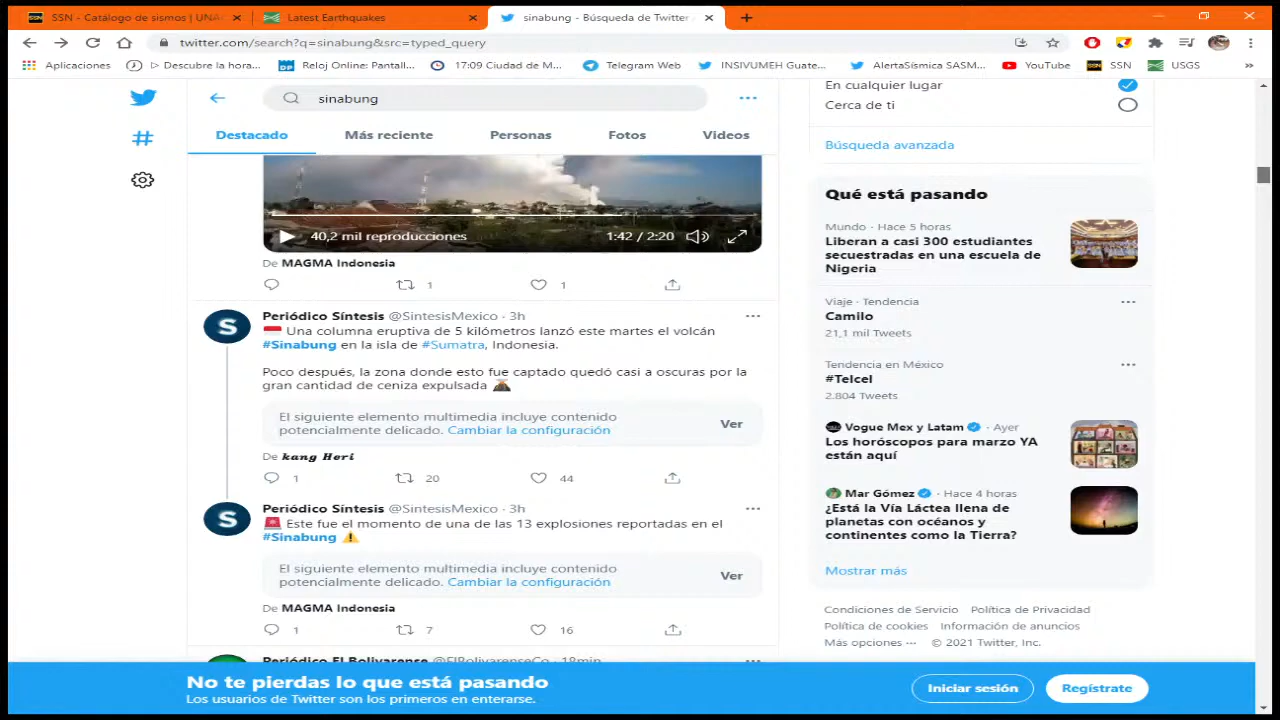 SSN - Catálogo de sismos | UNA
Latest Earthquakes
sinabung - Búsqueda de Twitter
twitter.com/search?q=sinabung&src=typed_query
Aplicaciones
Descubre la hora...
Reloj Online: Pantall...
17:09 Ciudad de M...
Telegram Web
INSIVUMEH Guate...
AlertaSísmica SASM...
YouTube
SSN
USGS
sinabung
Destacado
Más reciente
Personas
Fotos
Videos
40,2 mil reproducciones
1:42 / 2:20
De MAGMA Indonesia
1
1
Periódico Síntesis @SintesisMexico · 3h
Una columna eruptiva de 5 kilómetros lanzó este martes el volcán
#Sinabung en la isla de #Sumatra, Indonesia.
Poco después, la zona donde esto fue captado quedó casi a oscuras por la
gran cantidad de ceniza expulsada
El siguiente elemento multimedia incluye contenido
potencialmente delicado. Cambiar la configuración
Ver
De kang Heri
1
20
44
Periódico Síntesis @SintesisMexico · 3h
Este fue el momento de una de las 13 explosiones reportadas en el
#Sinabung
El siguiente elemento multimedia incluye contenido
potencialmente delicado. Cambiar la configuración
Ver
De MAGMA Indonesia
1
7
16
Periódico El Bolivarense @ElBolivarenseCo · 18min
En cualquier lugar
Cerca de ti
Búsqueda avanzada
Qué está pasando
Mundo · Hace 5 horas
Liberan a casi 300 estudiantes
secuestradas en una escuela de
Nigeria
Viaje · Tendencia
Camilo
21,1 mil Tweets
Tendencia en México
#Telcel
2.804 Tweets
Vogue Mex y Latam · Ayer
Los horóscopos para marzo YA
están aquí
Mar Gómez · Hace 4 horas
¿Está la Vía Láctea llena de
planetas con océanos y
continentes como la Tierra?
Mostrar más
Condiciones de Servicio Política de Privacidad
Política de cookies Información de anuncios
Más opciones ··· © 2021 Twitter, Inc.
No te pierdas lo que está pasando
Los usuarios de Twitter son los primeros en enterarse.
Iniciar sesión
Regístrate